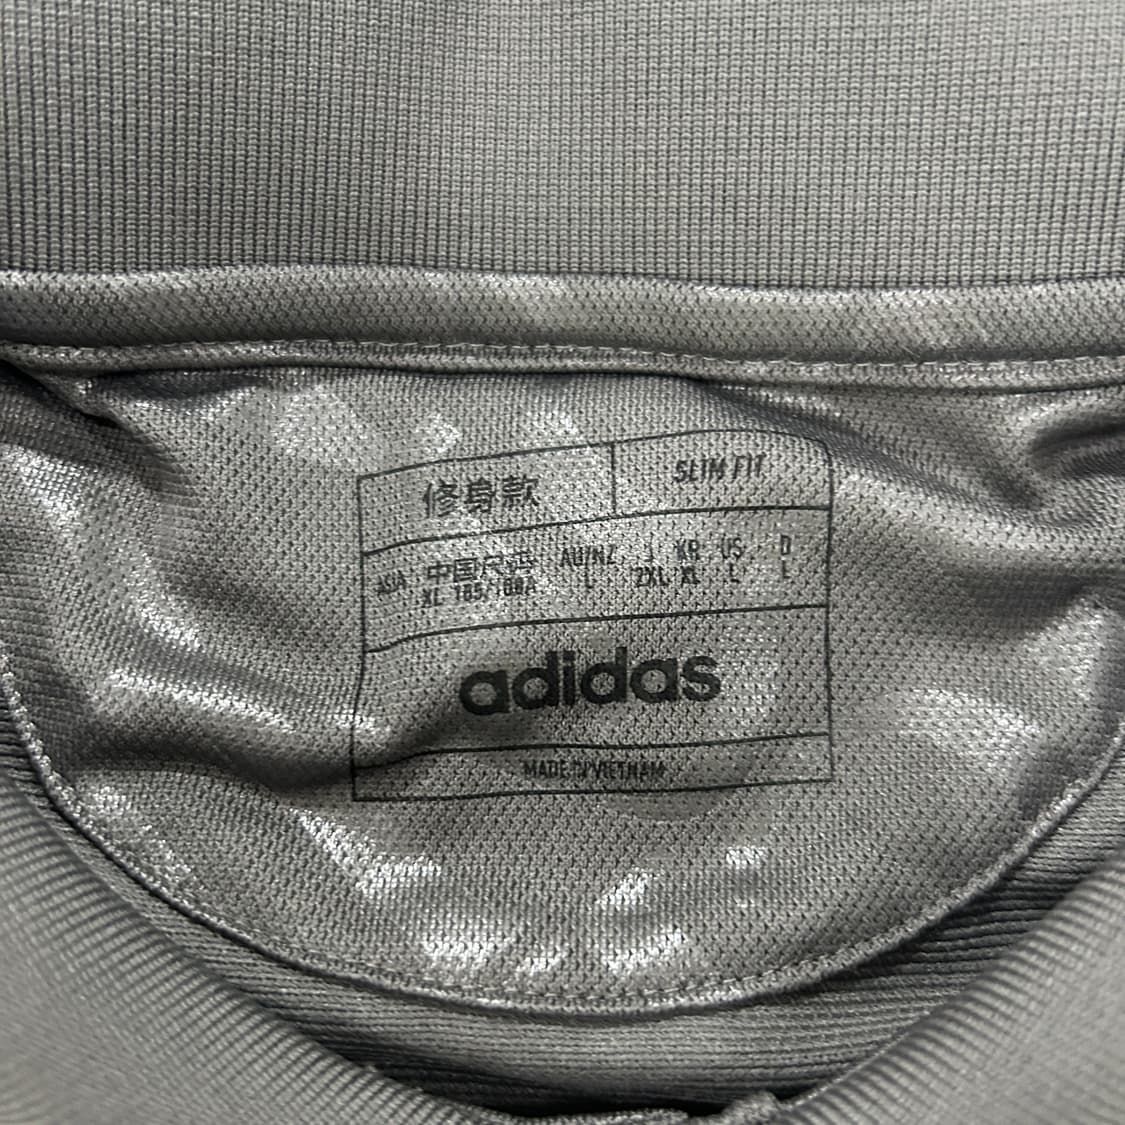 修身款 SLIM FIT
ASIA 中国尺码 AU/NZ J KR US D
XL 185/108A L 2XL XL L L
adidas
MADE IN VIETNAM